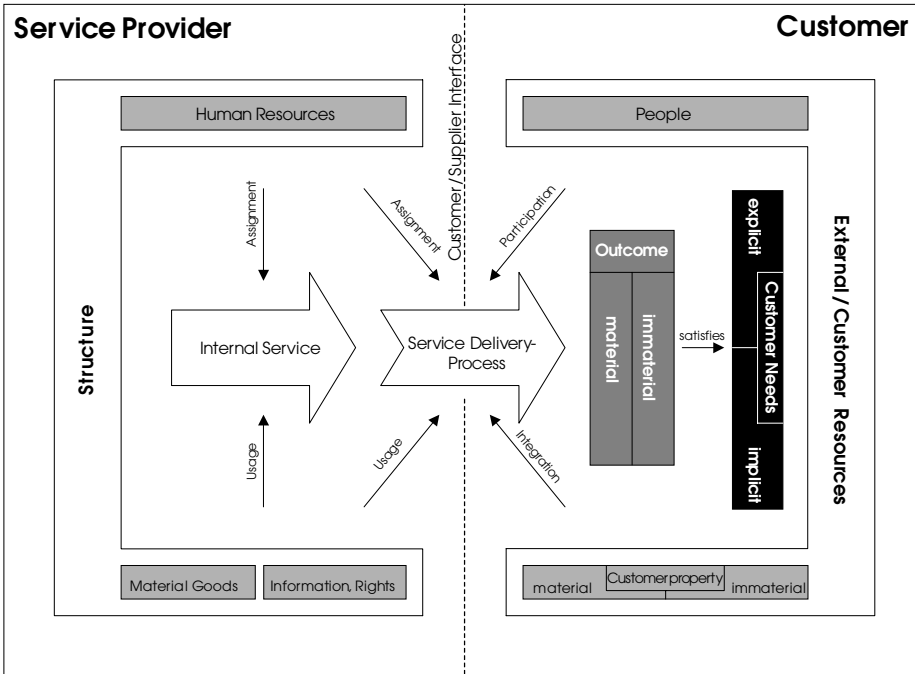 Service Provider
Customer
Customer/Supplier Interface
Human Resources
People
Structure
External/Customer Resources
Assignment
Assignment
Participation
Outcome
material
immaterial
explicit
Customer Needs
implicit
satisfies
Internal Service
Service Delivery-
Process
Usage
Usage
Integration
Material Goods
Information, Rights
material
Customer property
immaterial